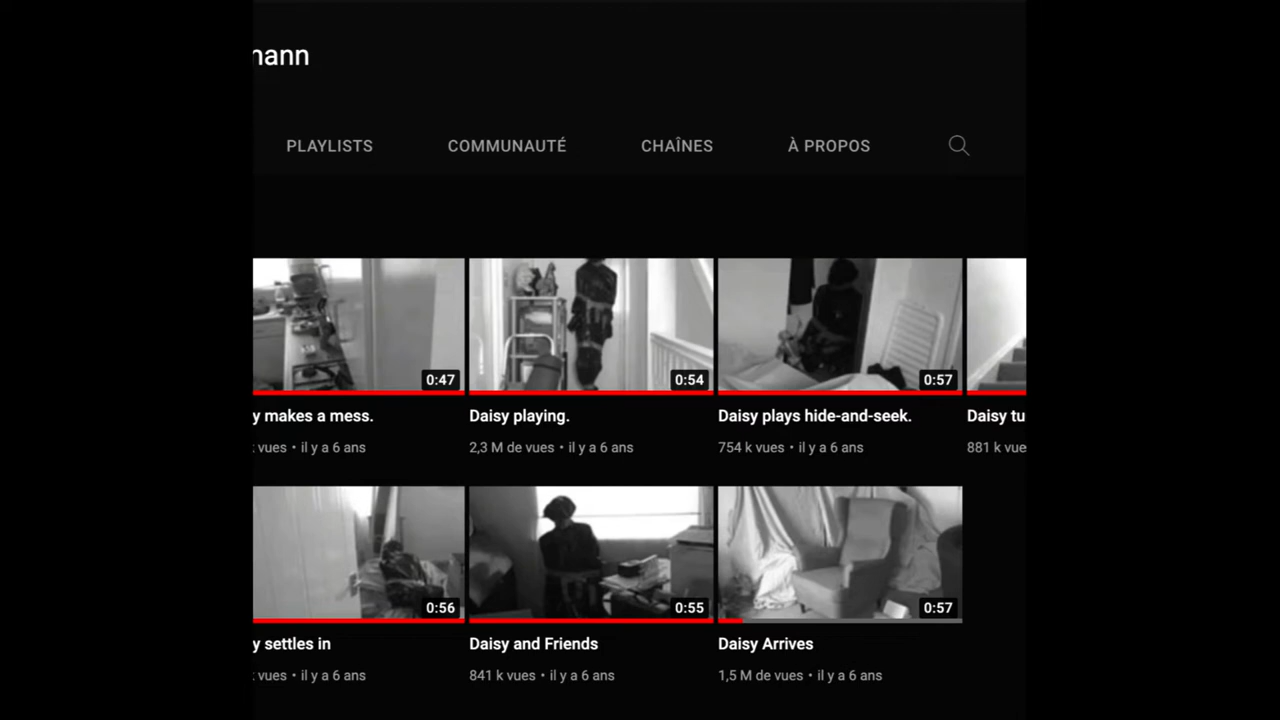 mann
PLAYLISTS COMMUNAUTÉ CHAÎNES À PROPOS
0:47 0:54 0:57
y makes a mess. Daisy playing. Daisy plays hide-and-seek. Daisy tu
k vues • il y a 6 ans 2,3 M de vues • il y a 6 ans 754 k vues • il y a 6 ans 881 k vue
0:56 0:55 0:57
y settles in Daisy and Friends Daisy Arrives
k vues • il y a 6 ans 841 k vues • il y a 6 ans 1,5 M de vues • il y a 6 ans